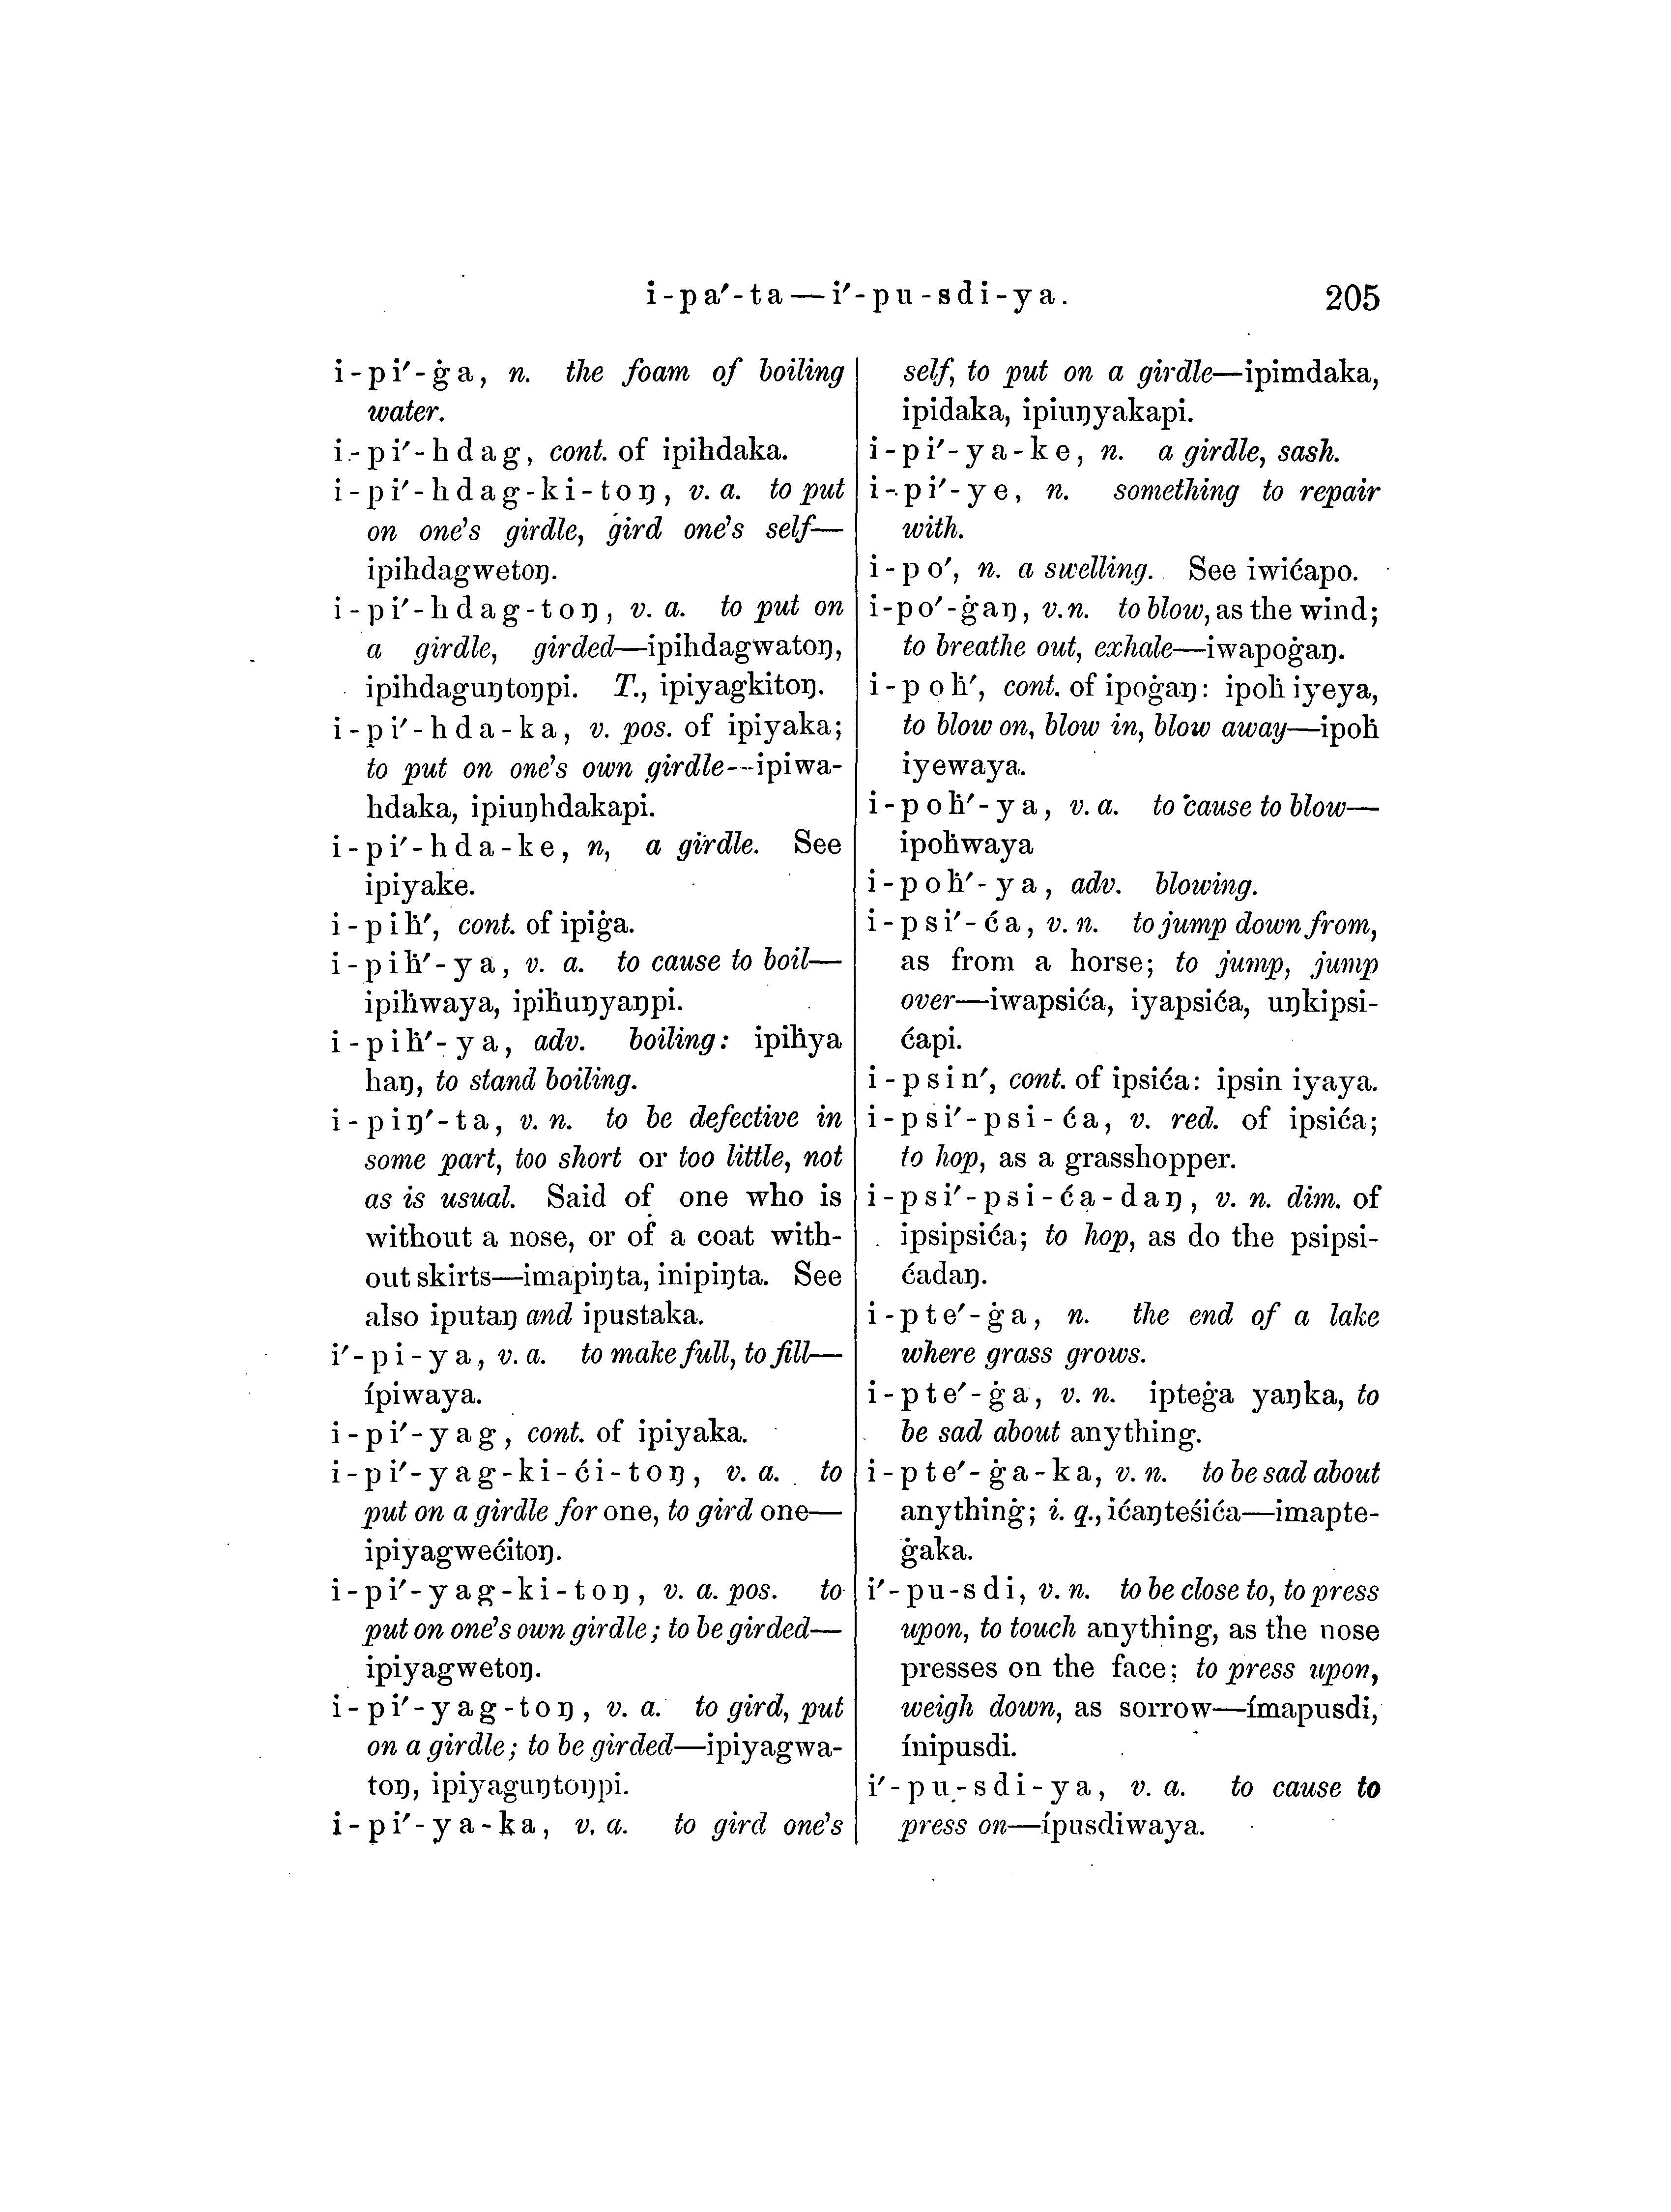 i-pa′-ta—i′-pu-sdi-ya. 205
i-pi′-ġa, n. the foam of boiling
water.
i-pi′-hdag, cont. of ipihdaka.
i-pi′-hdag-ki-toŋ, v. a. to put
on one's girdle, gird one's self—
ipihdagwetoŋ.
i-pi′-hdag-toŋ, v. a. to put on
a girdle, girded—ipihdagwatoŋ,
ipihdaguŋtoŋpi. T., ipiyagkitoŋ.
i-pi′-hda-ka, v. pos. of ipiyaka;
to put on one's own girdle—ipiwa-
hdaka, ipiuŋhdakapi.
i-pi′-hda-ke, n, a girdle. See
ipiyake.
i-piḣ′, cont. of ipiġa.
i-piḣ′-ya, v. a. to cause to boil—
ipiḣwaya, ipiḣuŋyaŋpi.
i-piḣ′-ya, adv. boiling: ipiḣya
haŋ, to stand boiling.
i-piŋ′-ta, v. n. to be defective in
some part, too short or too little, not
as is usual. Said of one who is
without a nose, or of a coat with-
out skirts—imapiŋta, inipiŋta. See
also iputaŋ and ipustaka.
i′-pi-ya, v. a. to make full, to fill—
ípiwaya.
i-pi′-yag, cont. of ipiyaka.
i-pi′-yag-ki-ći-toŋ, v. a. to
put on a girdle for one, to gird one—
ipiyagwećitoŋ.
i-pi′-yag-ki-toŋ, v. a. pos. to
put on one's own girdle; to be girded—
ipiyagwetoŋ.
i-pi′-yag-toŋ, v. a. to gird, put
on a girdle; to be girded—ipiyagwa-
toŋ, ipiyaguŋtoŋpi.
i-pi′-ya-ka, v. a. to gird one's
self, to put on a girdle—ipimdaka,
ipidaka, ipiuŋyakapi.
i-pi′-ya-ke, n. a girdle, sash.
i-pi′-ye, n. something to repair
with.
i-po′, n. a swelling. See iwićapo.
i-po′-ġaŋ, v. n. to blow, as the wind;
to breathe out, exhale—iwapoġaŋ.
i-poḣ′, cont. of ipoġaŋ: ipoḣ iyeya,
to blow on, blow in, blow away—ipoḣ
iyewaya.
i-poḣ′-ya, v. a. to cause to blow—
ipoḣwaya
i-poḣ′-ya, adv. blowing.
i-psi′-ća, v. n. to jump down from,
as from a horse; to jump, jump
over—iwapsića, iyapsića, uŋkipsi-
ćapi.
i-psin′, cont. of ipsića: ipsin iyaya.
i-psi′-psi-ća, v. red. of ipsića;
to hop, as a grasshopper.
i-psi′-psi-ća-daŋ, v. n. dim. of
ipsipsića; to hop, as do the psipsi-
ćadaŋ.
i-pte′-ġa, n. the end of a lake
where grass grows.
i-pte′-ġa, v. n. ipteġa yaŋka, to
be sad about anything.
i-pte′-ġa-ka, v. n. to be sad about
anything; i. q., ićaŋteśića—imapte-
ġaka.
i′-pu-sdi, v. n. to be close to, to press
upon, to touch anything, as the nose
presses on the face; to press upon,
weigh down, as sorrow—ímapusdi,
ínipusdi.
i′-pu-sdi-ya, v. a. to cause to
press on—ípusdiwaya.